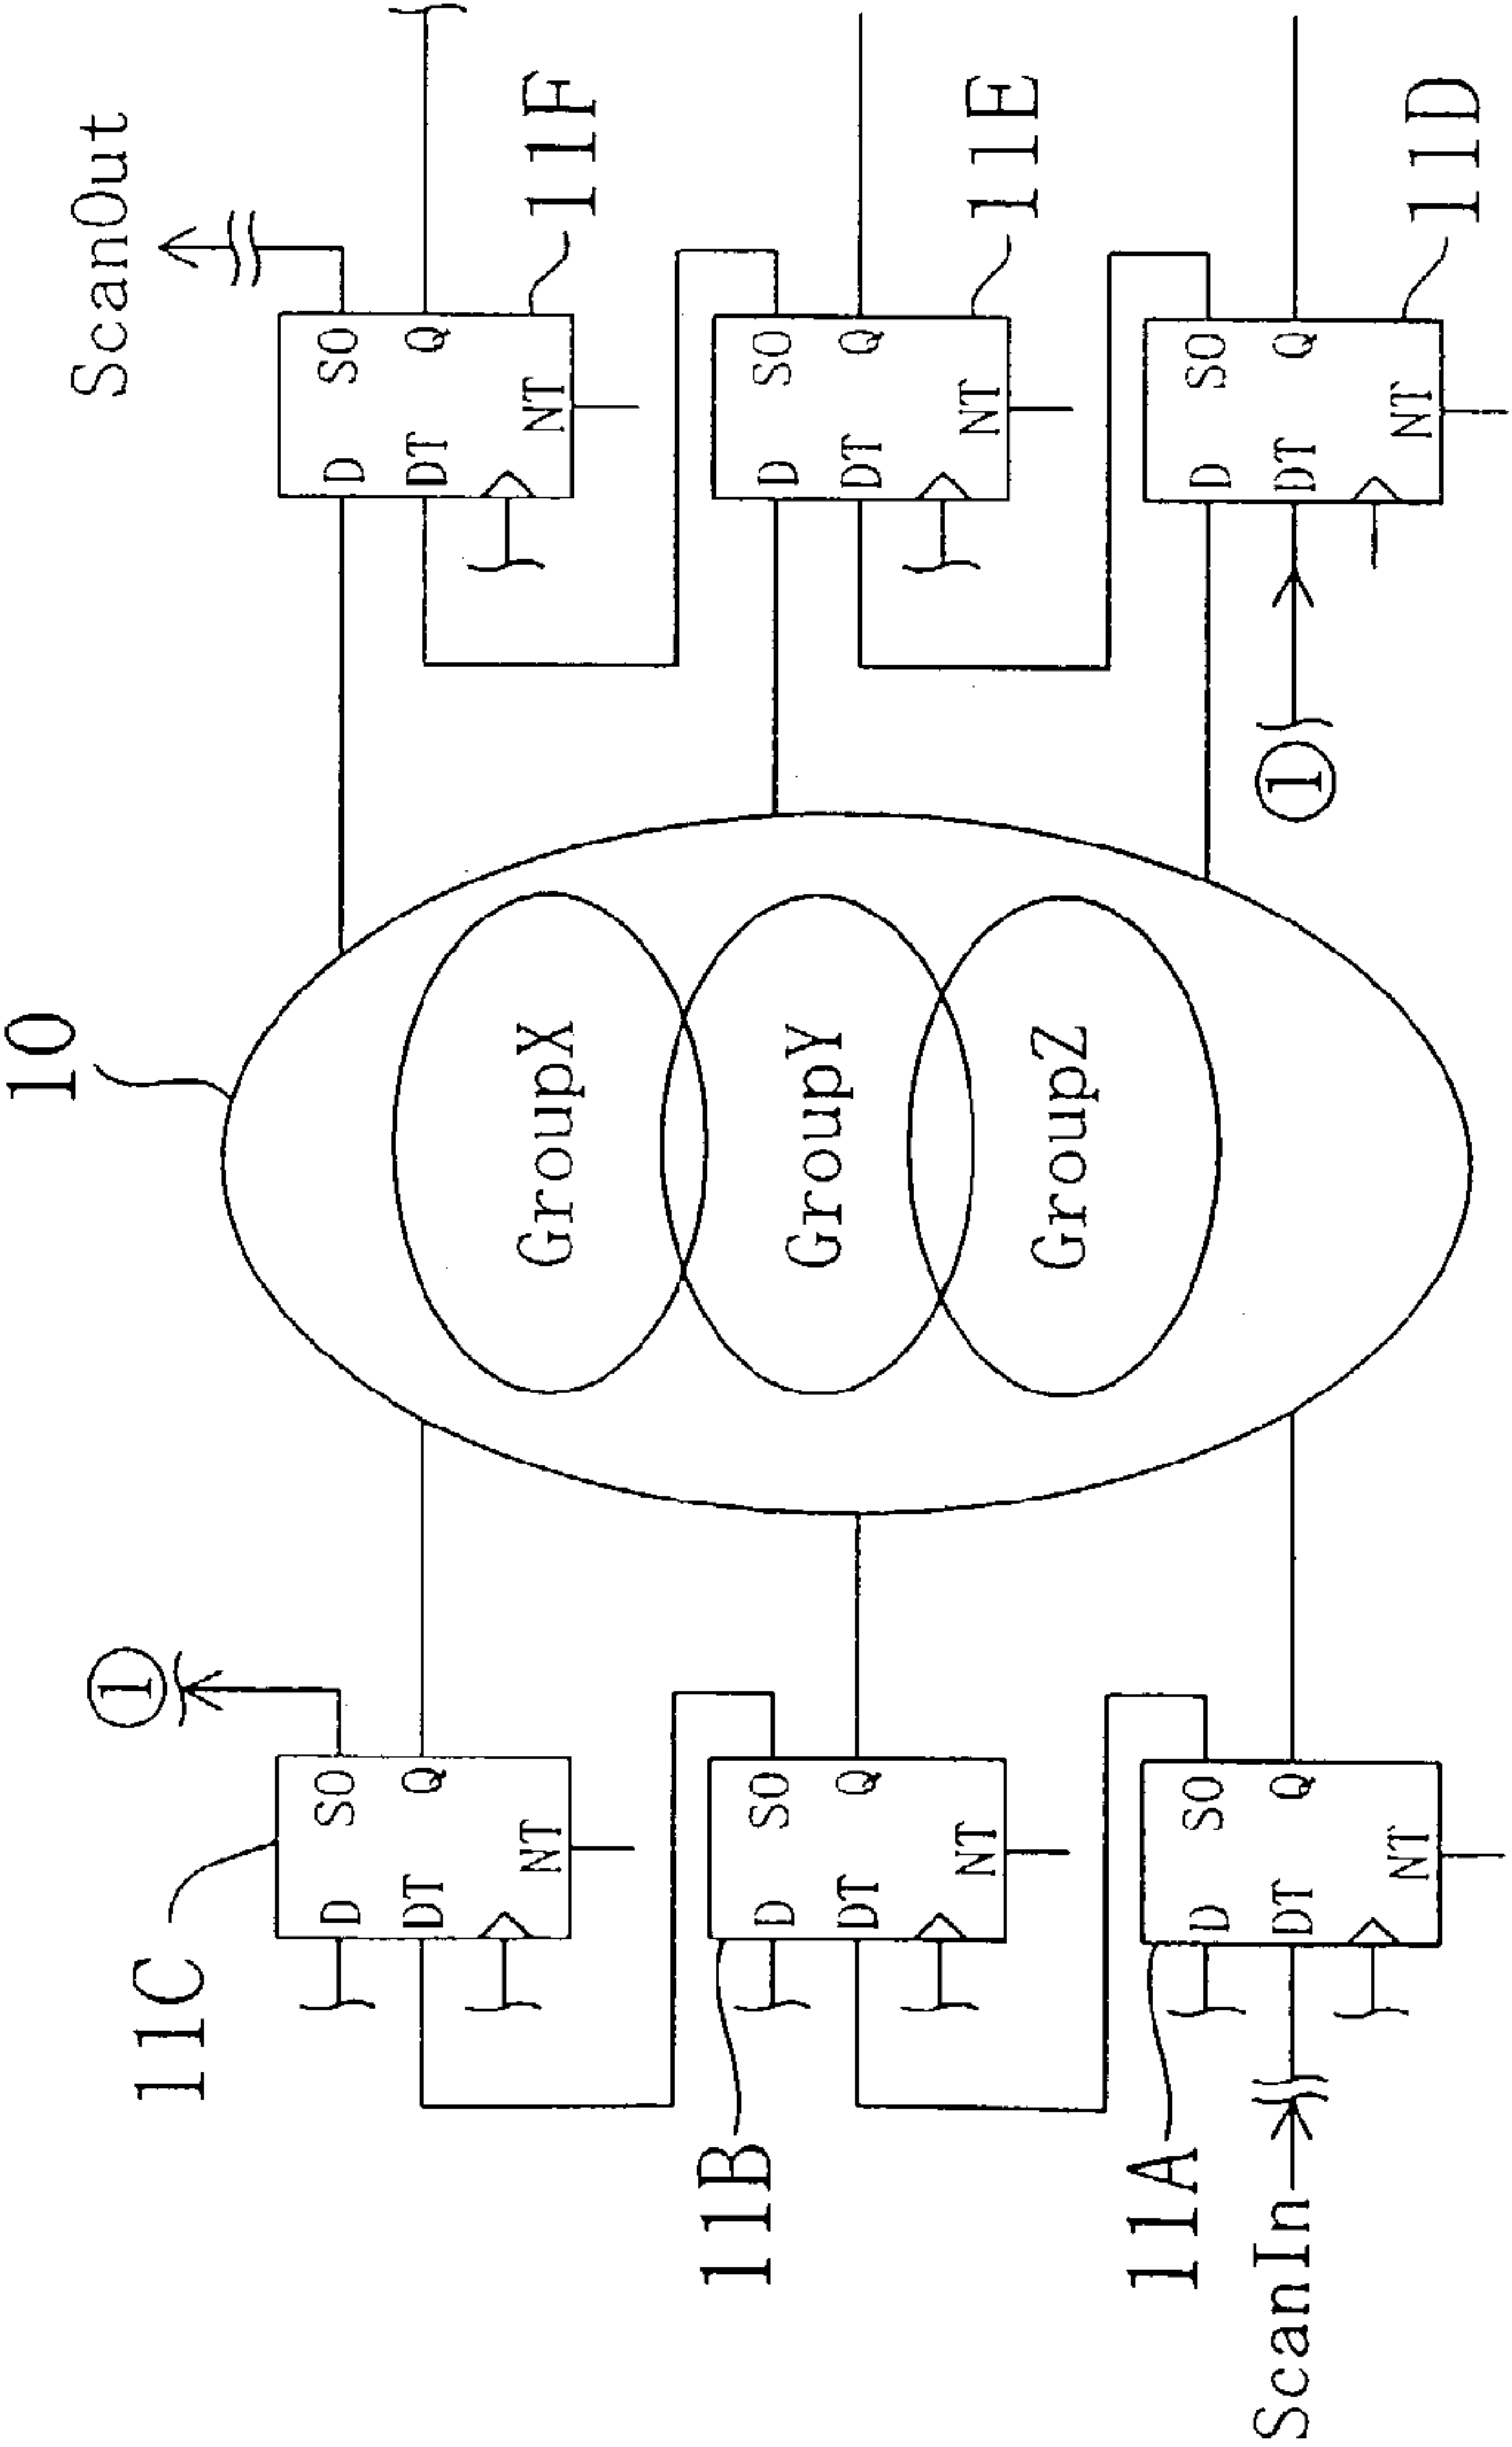 10
ScanOut
①
11C
D SO
DT Q
NT
D SO
DT Q
NT
11F
GroupX
11B
D SO
DT Q
NT
GroupY
D SO
DT Q
NT
11E
GroupZ
11A
ScanIn
D SO
DT Q
NT
①
D SO
DT Q
NT
11D